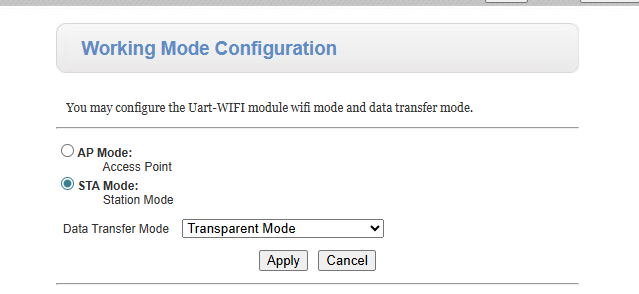 Working Mode Configuration
You may configure the Uart-WIFI module wifi mode and data transfer mode.
AP Mode:
Access Point
STA Mode:
Station Mode
Data Transfer Mode Transparent Mode
Apply Cancel